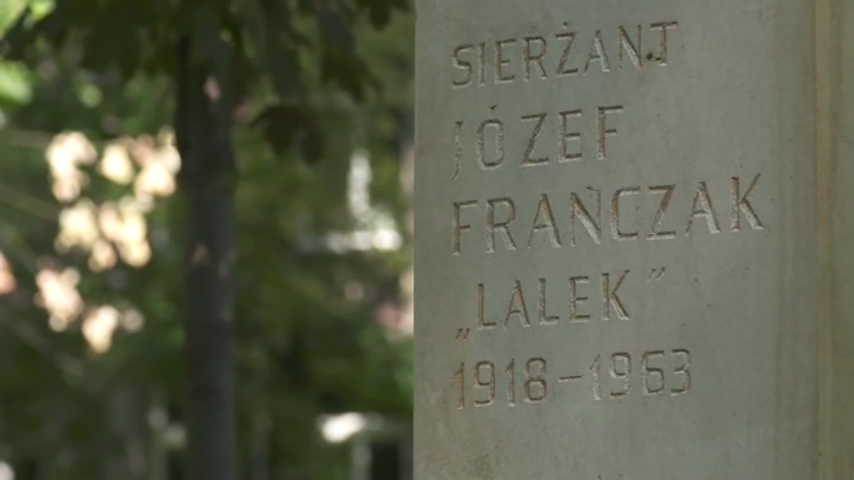 SIERŻANT
JÓZEF
FRANCZAK
„LALEK”
1918-1963